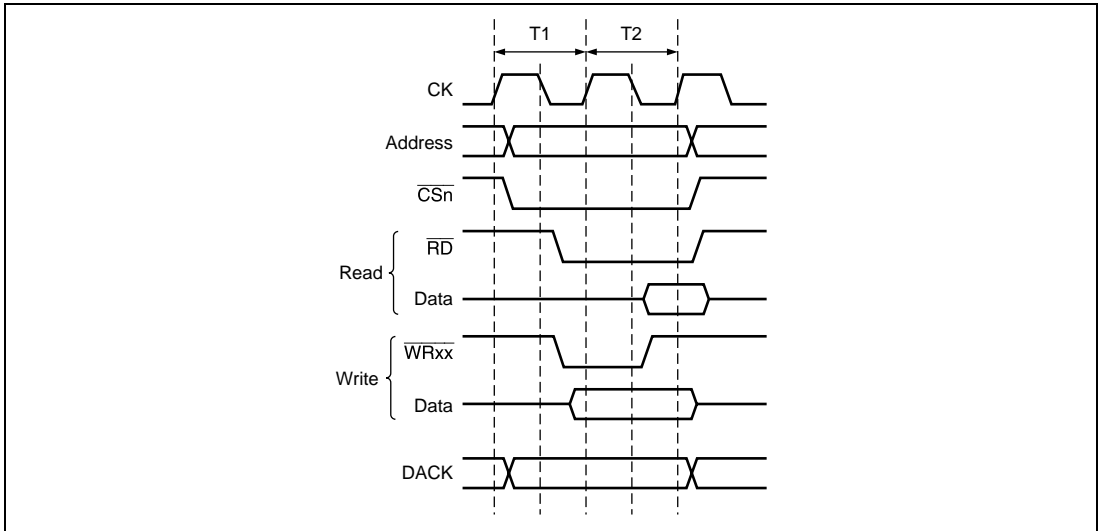 T1 T2
CK
Address
CSn
RD
Read
Data
WRxx
Write
Data
DACK